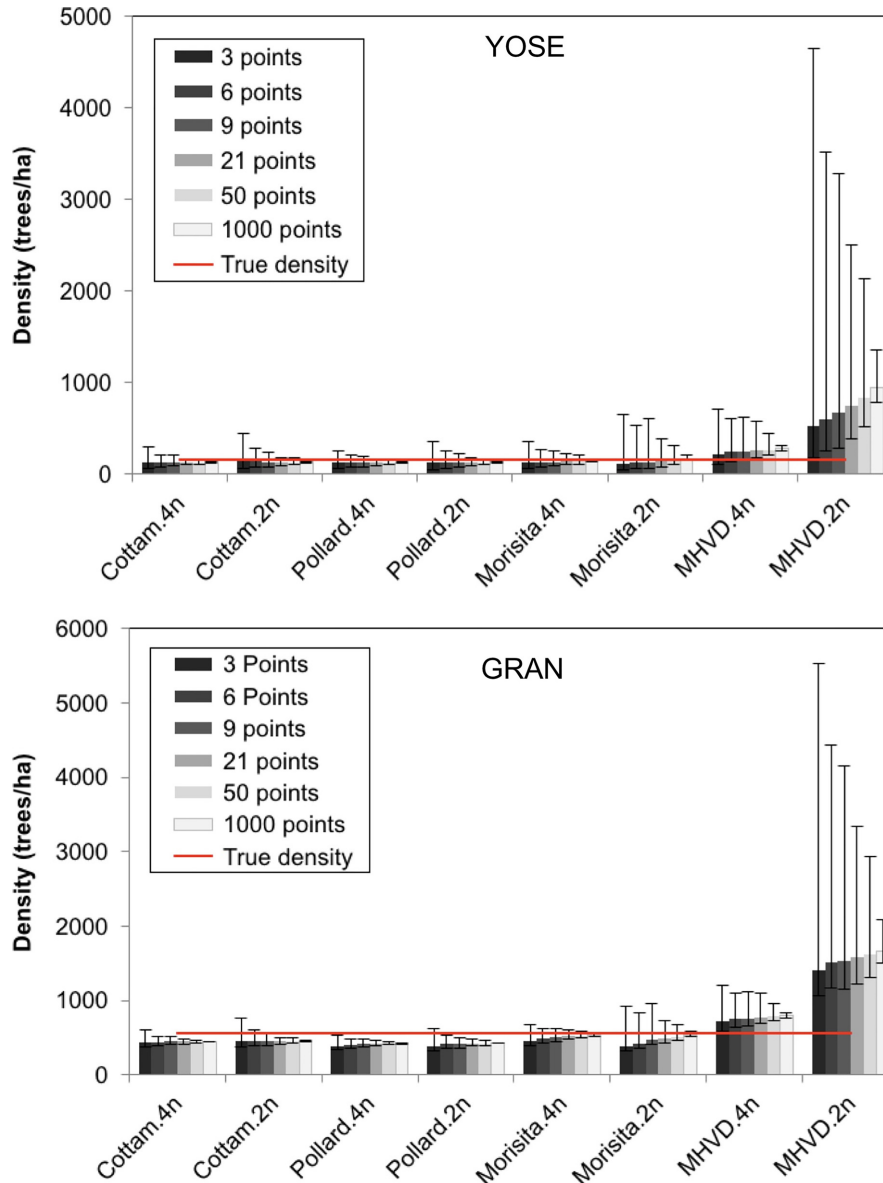 YOSE
Density (trees/ha)
5000
4000
3000
2000
1000
0
3 points
6 points
9 points
21 points
50 points
1000 points
True density
Cottam.4n
Cottam.2n
Pollard.4n
Pollard.2n
Morisita.4n
Morisita.2n
MHVD.4n
MHVD.2n
GRAN
Density (trees/ha)
6000
5000
4000
3000
2000
1000
0
3 Points
6 Points
9 points
21 points
50 points
1000 points
True density
Cottam.4n
Cottam.2n
Pollard.4n
Pollard.2n
Morisita.4n
Morisita.2n
MHVD.4n
MHVD.2n